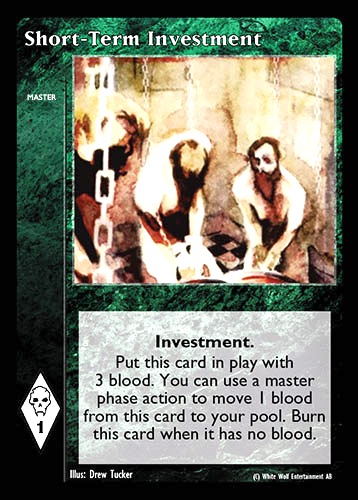 Short-Term Investment
MASTER
Investment.
Put this card in play with
3 blood. You can use a master
phase action to move 1 blood
from this card to your pool. Burn
this card when it has no blood.
1
Illus: Drew Tucker
(C) White Wolf Entertainment AB